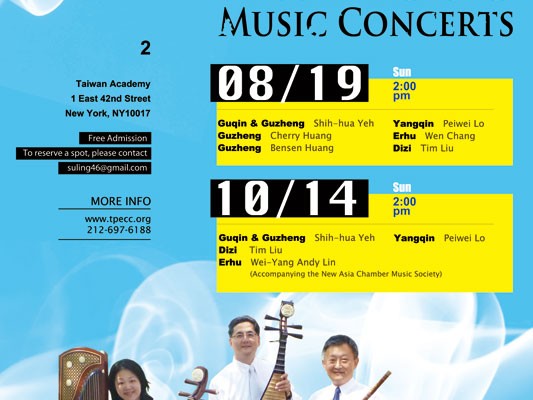 MUSIC CONCERTS
2
Taiwan Academy
1 East 42nd Street
New York, NY10017
Free Admission
To reserve a spot, please contact
suling46@gmail.com
MORE INFO
www.tpecc.org
212-697-6188
08/19
Sun
2:00
pm
Guqin & Guzheng Shih-hua Yeh
Guzheng Cherry Huang
Guzheng Bensen Huang
Yangqin Peiwei Lo
Erhu Wen Chang
Dizi Tim Liu
10/14
Sun
2:00
pm
Guqin & Guzheng Shih-hua Yeh
Yangqin Peiwei Lo
Dizi Tim Liu
Erhu Wei-Yang Andy Lin
(Accompanying the New Asia Chamber Music Society)